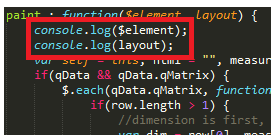 paint : function($element, layout) {
console.log($element);
console.log(layout);
var self = this, html = "", measur
if(qData && qData.qMatrix) {
$.each(qData.qMatrix, function
if(row.length > 1) {
//dimension is first,
var dim = row[0]